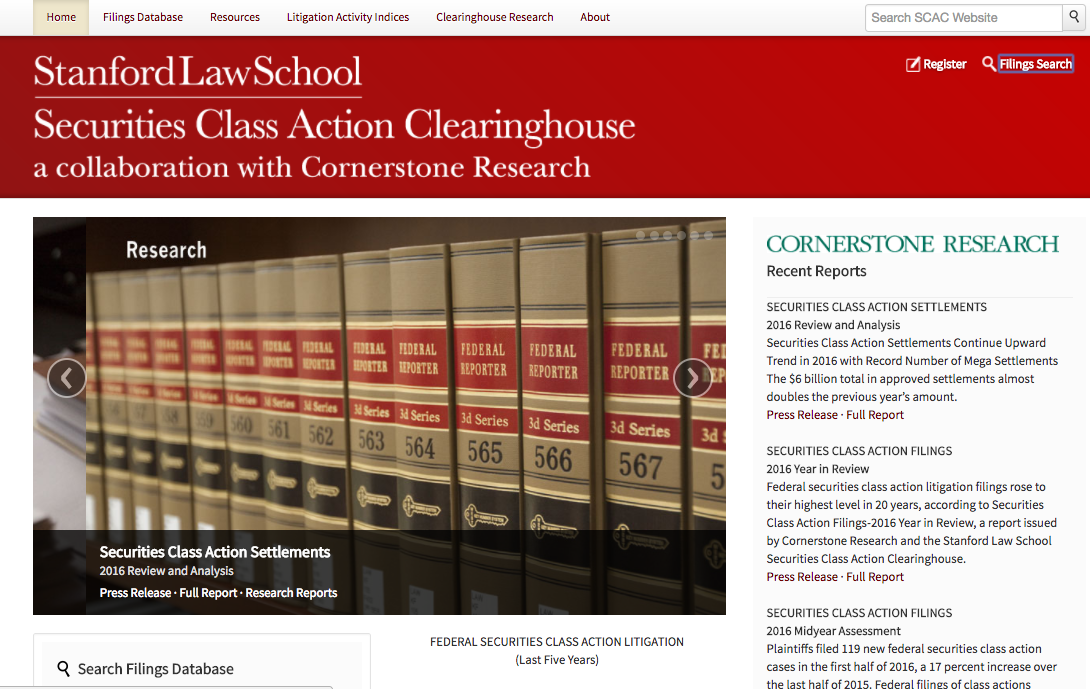 Home
Filings Database
Resources
Litigation Activity Indices
Clearinghouse Research
About
Search SCAC Website
Register
Filings Search
Stanford Law School
Securities Class Action Clearinghouse
a collaboration with Cornerstone Research
Research
FEDERAL REPORTER
3d Series
560
561
562
563
564
565
566
567
Securities Class Action Settlements
2016 Review and Analysis
Press Release · Full Report · Research Reports
Search Filings Database
FEDERAL SECURITIES CLASS ACTION LITIGATION
(Last Five Years)
CORNERSTONE RESEARCH
Recent Reports
SECURITIES CLASS ACTION SETTLEMENTS
2016 Review and Analysis
Securities Class Action Settlements Continue Upward
Trend in 2016 with Record Number of Mega Settlements
The $6 billion total in approved settlements almost
doubles the previous year's amount.
Press Release · Full Report
SECURITIES CLASS ACTION FILINGS
2016 Year in Review
Federal securities class action litigation filings rose to
their highest level in 20 years, according to Securities
Class Action Filings-2016 Year in Review, a report issued
by Cornerstone Research and the Stanford Law School
Securities Class Action Clearinghouse.
Press Release · Full Report
SECURITIES CLASS ACTION FILINGS
2016 Midyear Assessment
Plaintiffs filed 119 new federal securities class action
cases in the first half of 2016, a 17 percent increase over
the last half of 2015. Federal filings of class actions